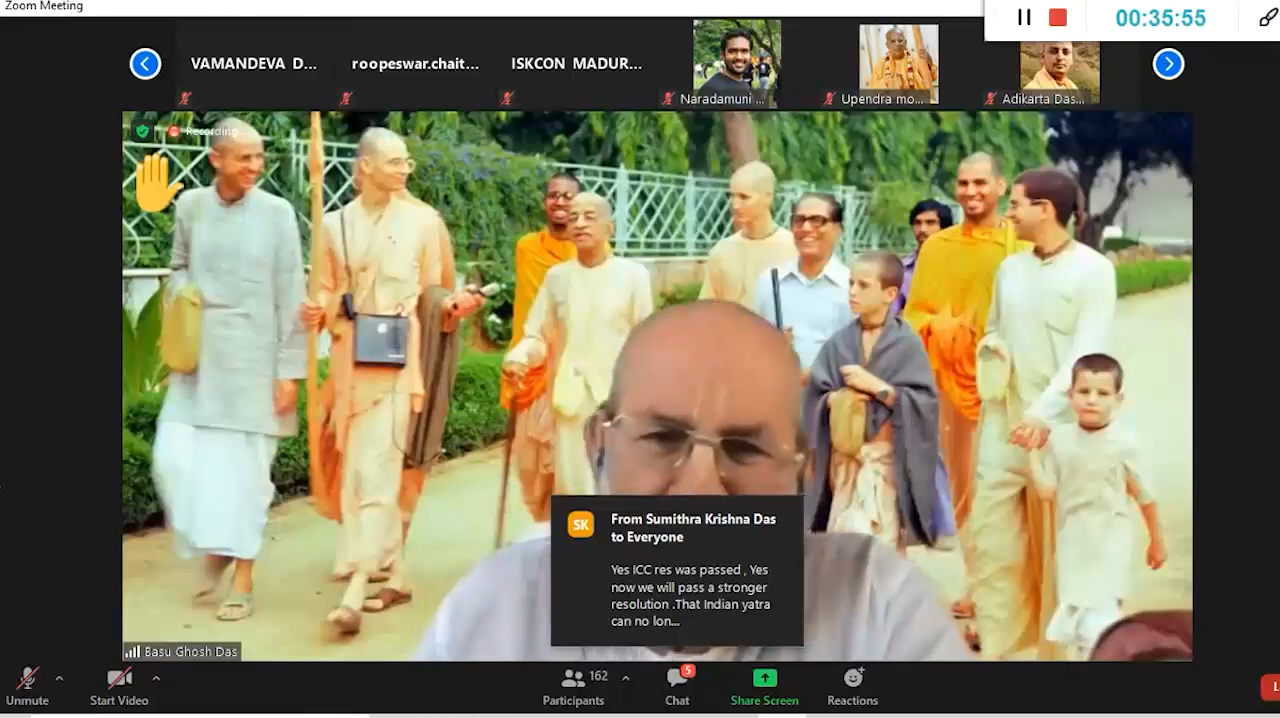 Zoom Meeting
00:35:55
VAMANDEVA D...
roopeswar.chait...
ISKCON MADUR...
Naradamuni ...
Upendra mo...
Adikarta Das...
Recording...
SK
From Sumithra Krishna Das
to Everyone
Yes ICC res was passed , Yes
now we will pass a stronger
resolution .That Indian yatra
can no lon...
Basu Ghosh Das
Unmute
Start Video
162
Participants
5
Chat
Share Screen
Reactions
L